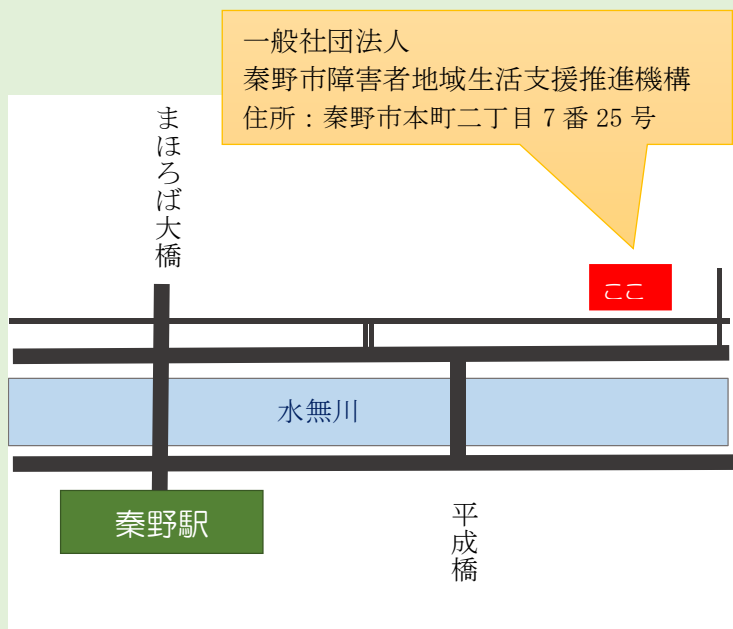 一般社団法人
秦野市障害者地域生活支援推進機構
住所：秦野市本町二丁目7番25号
まほろば大橋
ここ
水無川
秦野駅
平成橋